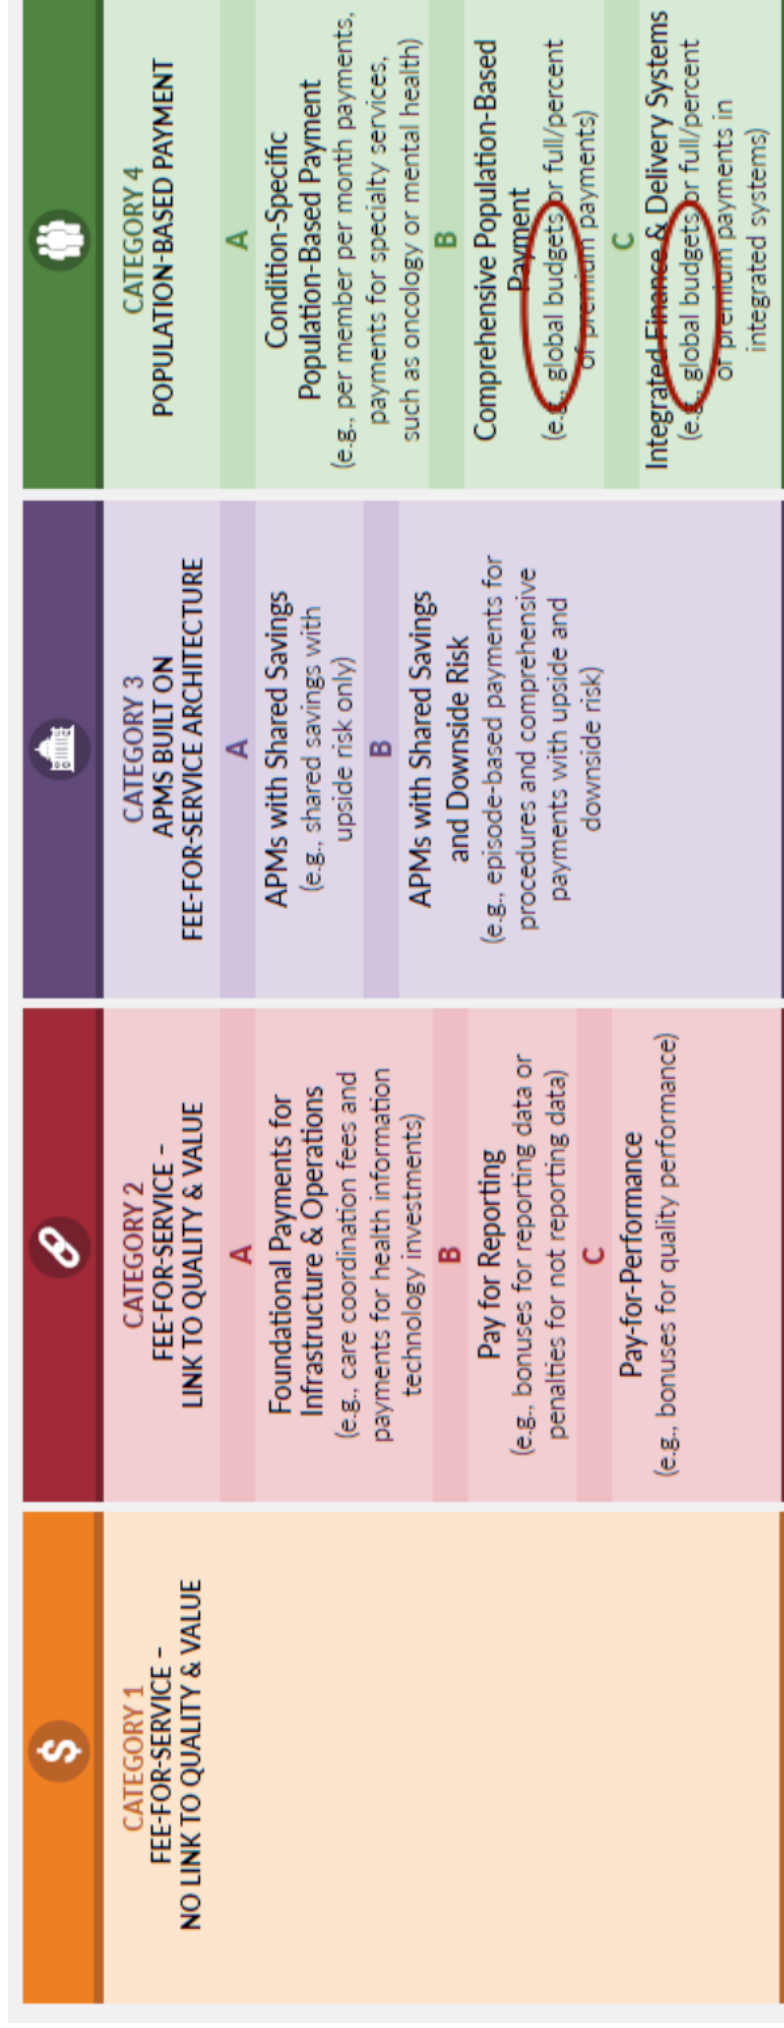 $
CATEGORY 1
FEE-FOR-SERVICE –
NO LINK TO QUALITY & VALUE
CATEGORY 2
FEE-FOR-SERVICE –
LINK TO QUALITY & VALUE
A
Foundational Payments for
Infrastructure & Operations
(e.g., care coordination fees and
payments for health information
technology investments)
B
Pay for Reporting
(e.g., bonuses for reporting data or
penalties for not reporting data)
C
Pay-for-Performance
(e.g., bonuses for quality performance)
CATEGORY 3
APMS BUILT ON
FEE-FOR-SERVICE ARCHITECTURE
A
APMs with Shared Savings
(e.g., shared savings with
upside risk only)
B
APMs with Shared Savings
and Downside Risk
(e.g., episode-based payments for
procedures and comprehensive
payments with upside and
downside risk)
CATEGORY 4
POPULATION-BASED PAYMENT
A
Condition-Specific
Population-Based Payment
(e.g., per member per month payments,
payments for specialty services,
such as oncology or mental health)
B
Comprehensive Population-Based
Payment
(e.g., global budgets or full/percent
of premium payments)
C
Integrated Finance & Delivery Systems
(e.g., global budgets or full/percent
of premium payments in
integrated systems)